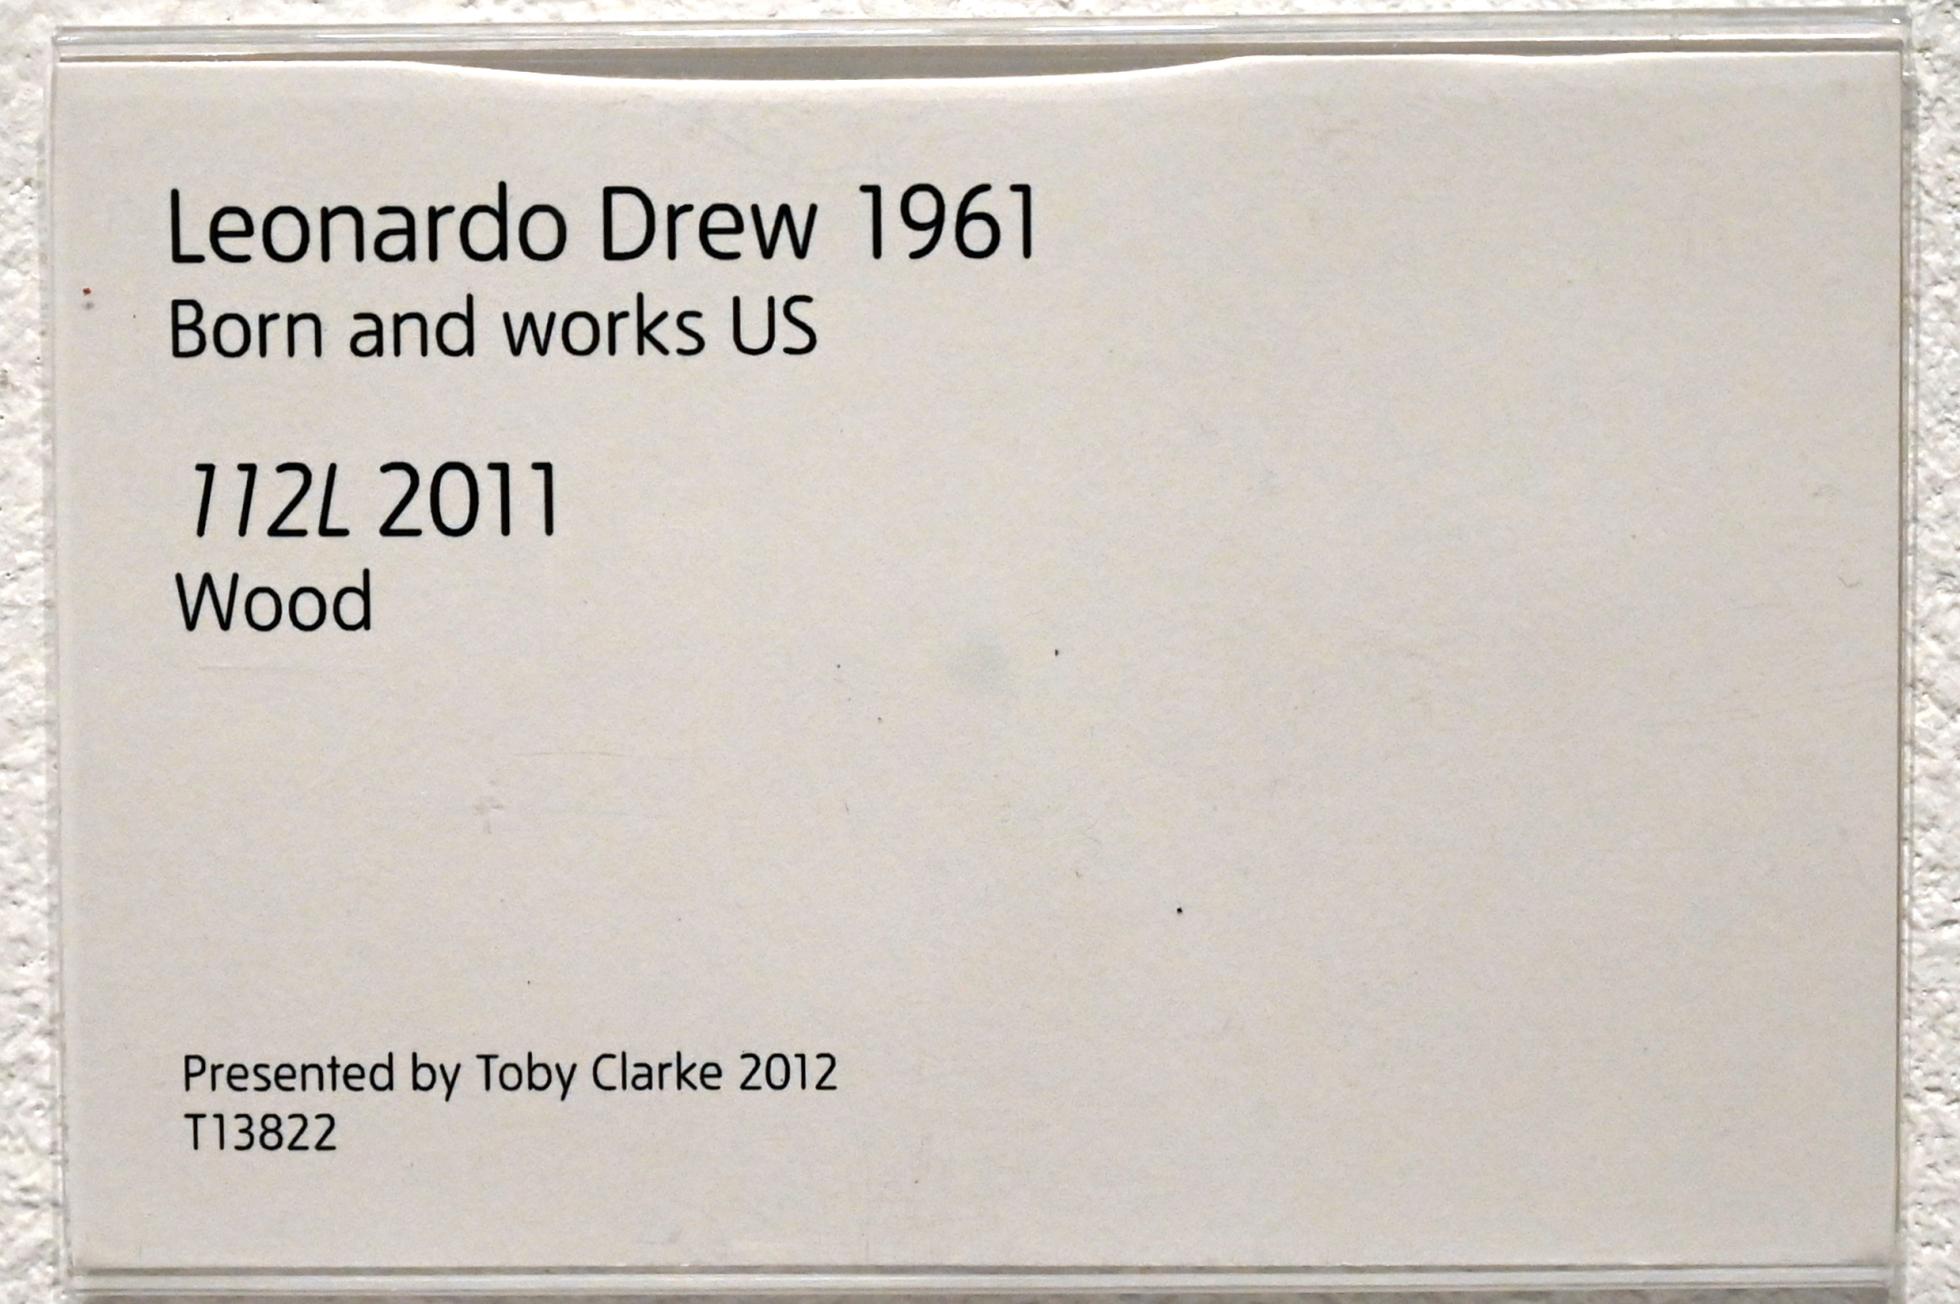 Leonardo Drew 1961
Born and works US
112L 2011
Wood
Presented by Toby Clarke 2012
T13822